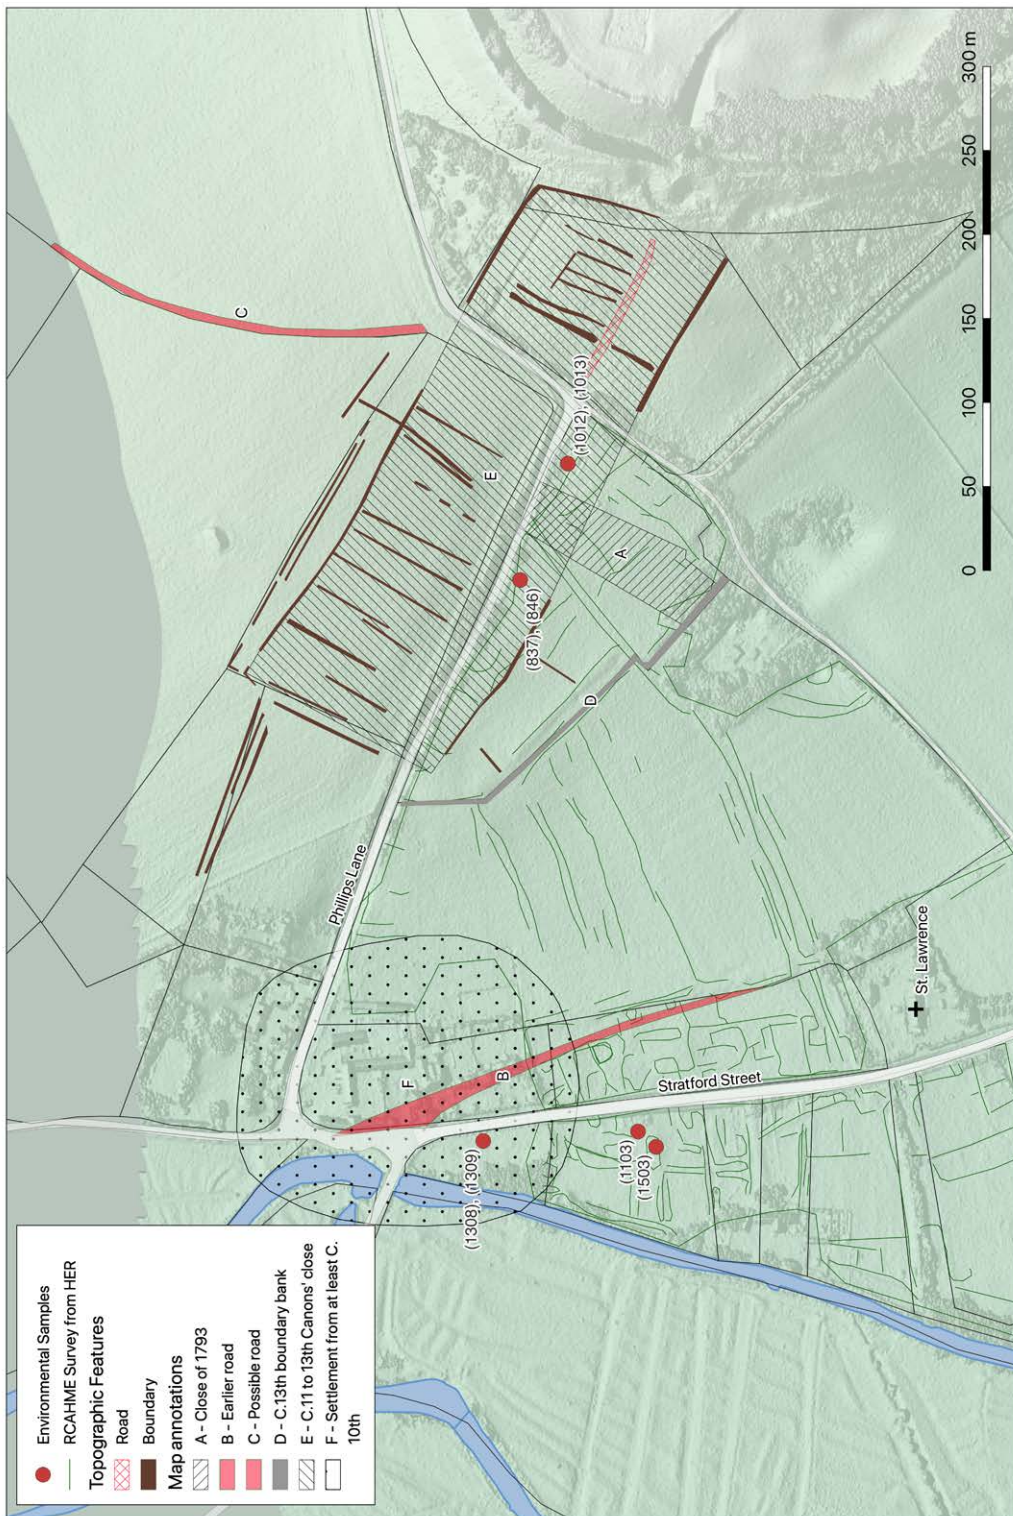 Environmental Samples
RCAHME Survey from HER
Topographic Features
Road
Boundary
Map annotations
A - Close of 1793
B - Earlier road
C - Possible road
D - C.13th boundary bank
E - C.11 to 13th Canons' close
F - Settlement from at least C.
10th
(1308), (1309)
(1103)
(1503)
F
B
Stratford Street
St. Lawrence
Phillips Lane
D
(837), (846)
A
E
(1012), (1013)
C
0
50
100
150
200
250
300 m